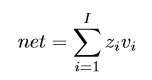 net = \sum_{i=1}^{I} z_i v_i